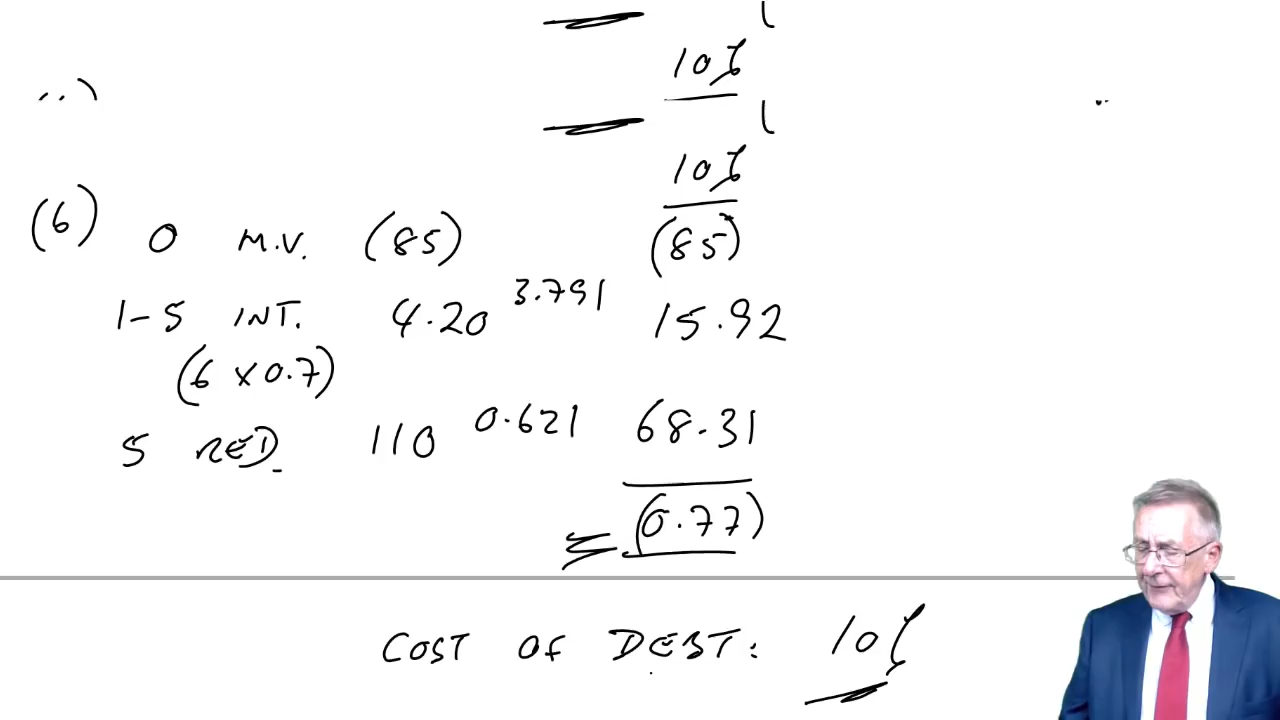 10%
10%
(6) 0 M.V. (85) (85)
1-5 INT. 4.20 3.791 15.92
(6 x 0.7)
5 RED. 110 0.621 68.31
(0.77)
COST OF DEBT: 10%